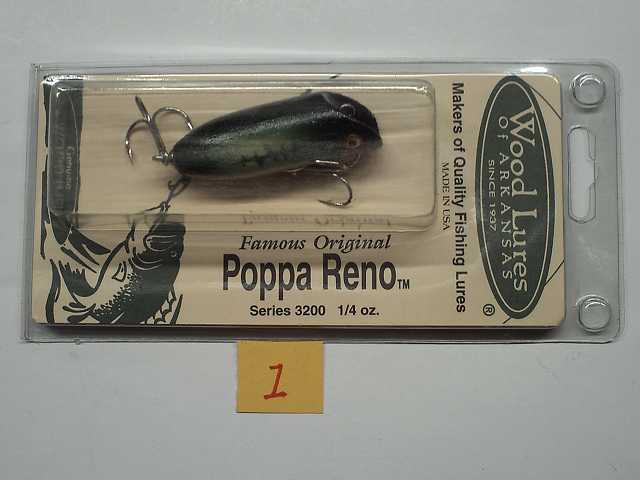 Famous Original
Poppa Reno™
Series 3200 1/4 oz.
Makers of Quality Fishing Lures
MADE IN USA
Wood Lures
OF ARKANSAS
SINCE 1937
®
1